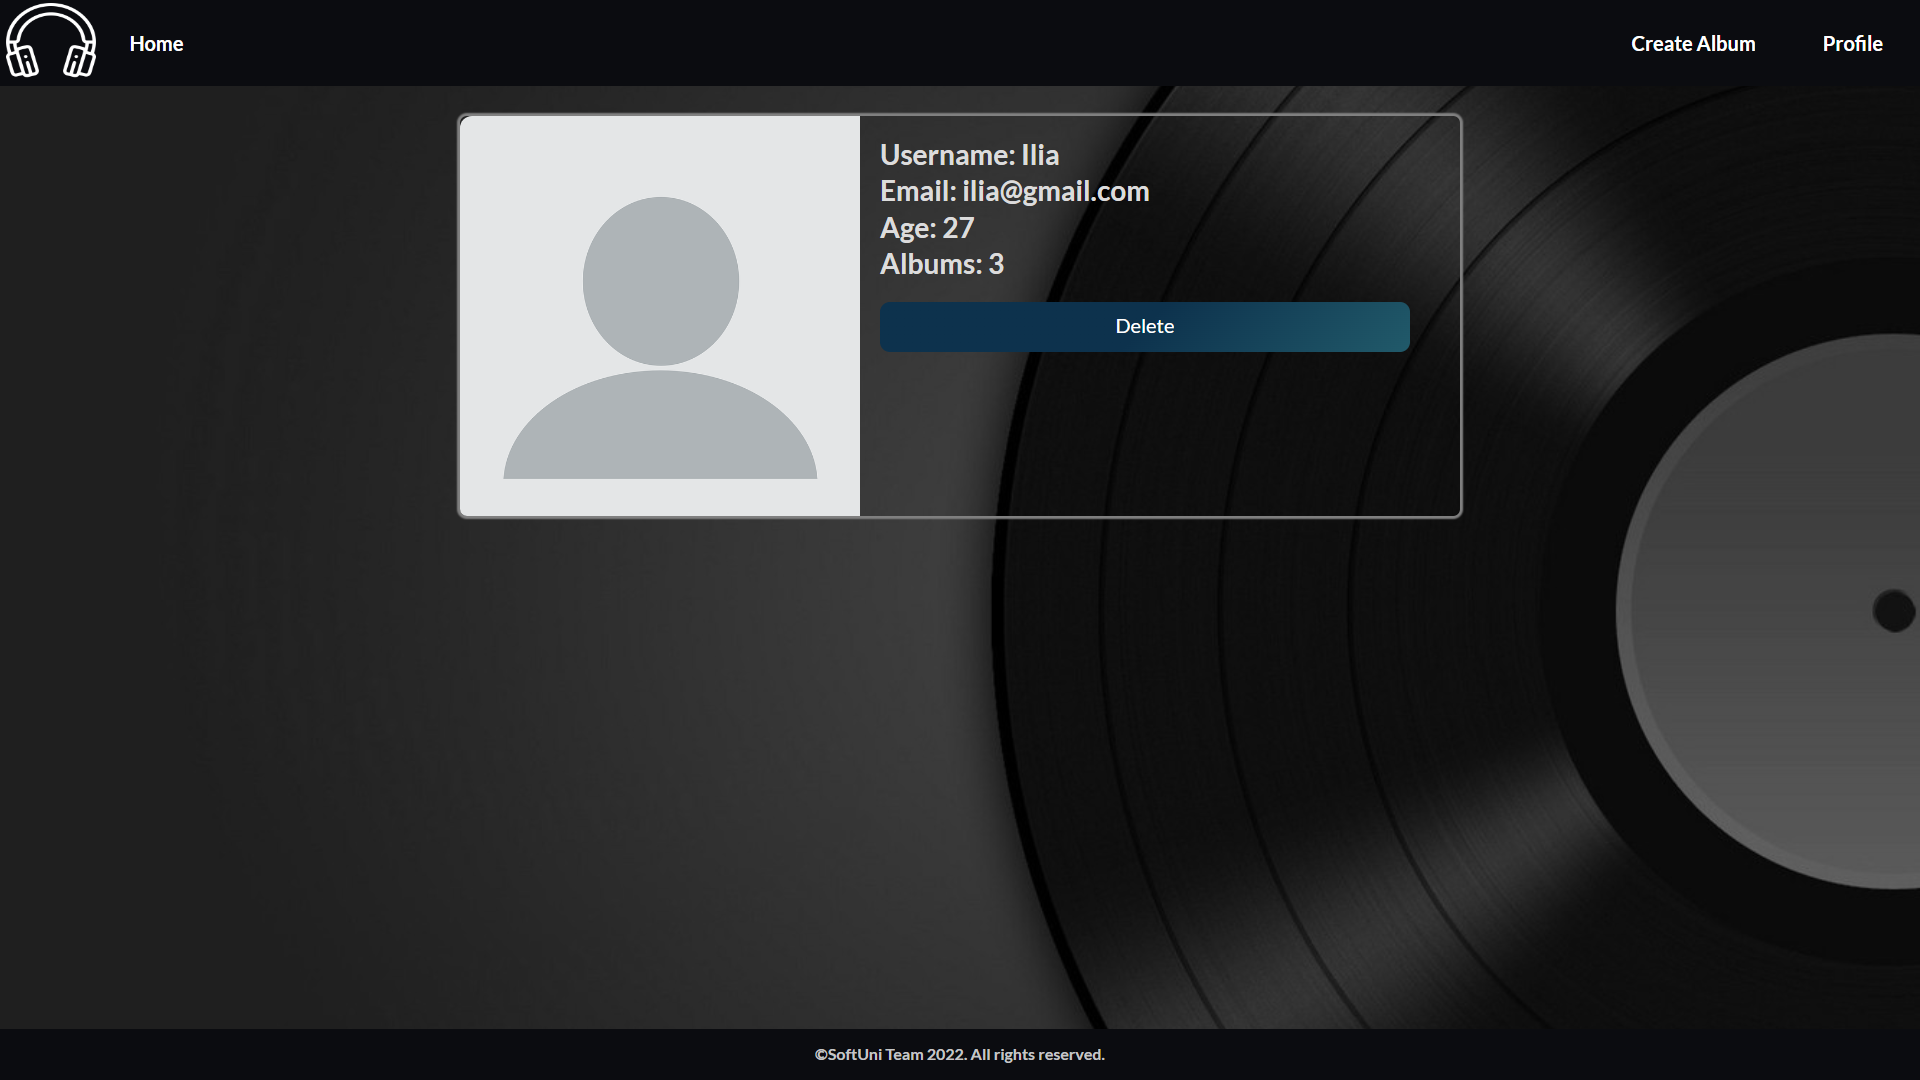 Home
Create Album
Profile
Username: Ilia
Email: ilia@gmail.com
Age: 27
Albums: 3
Delete
©SoftUni Team 2022. All rights reserved.